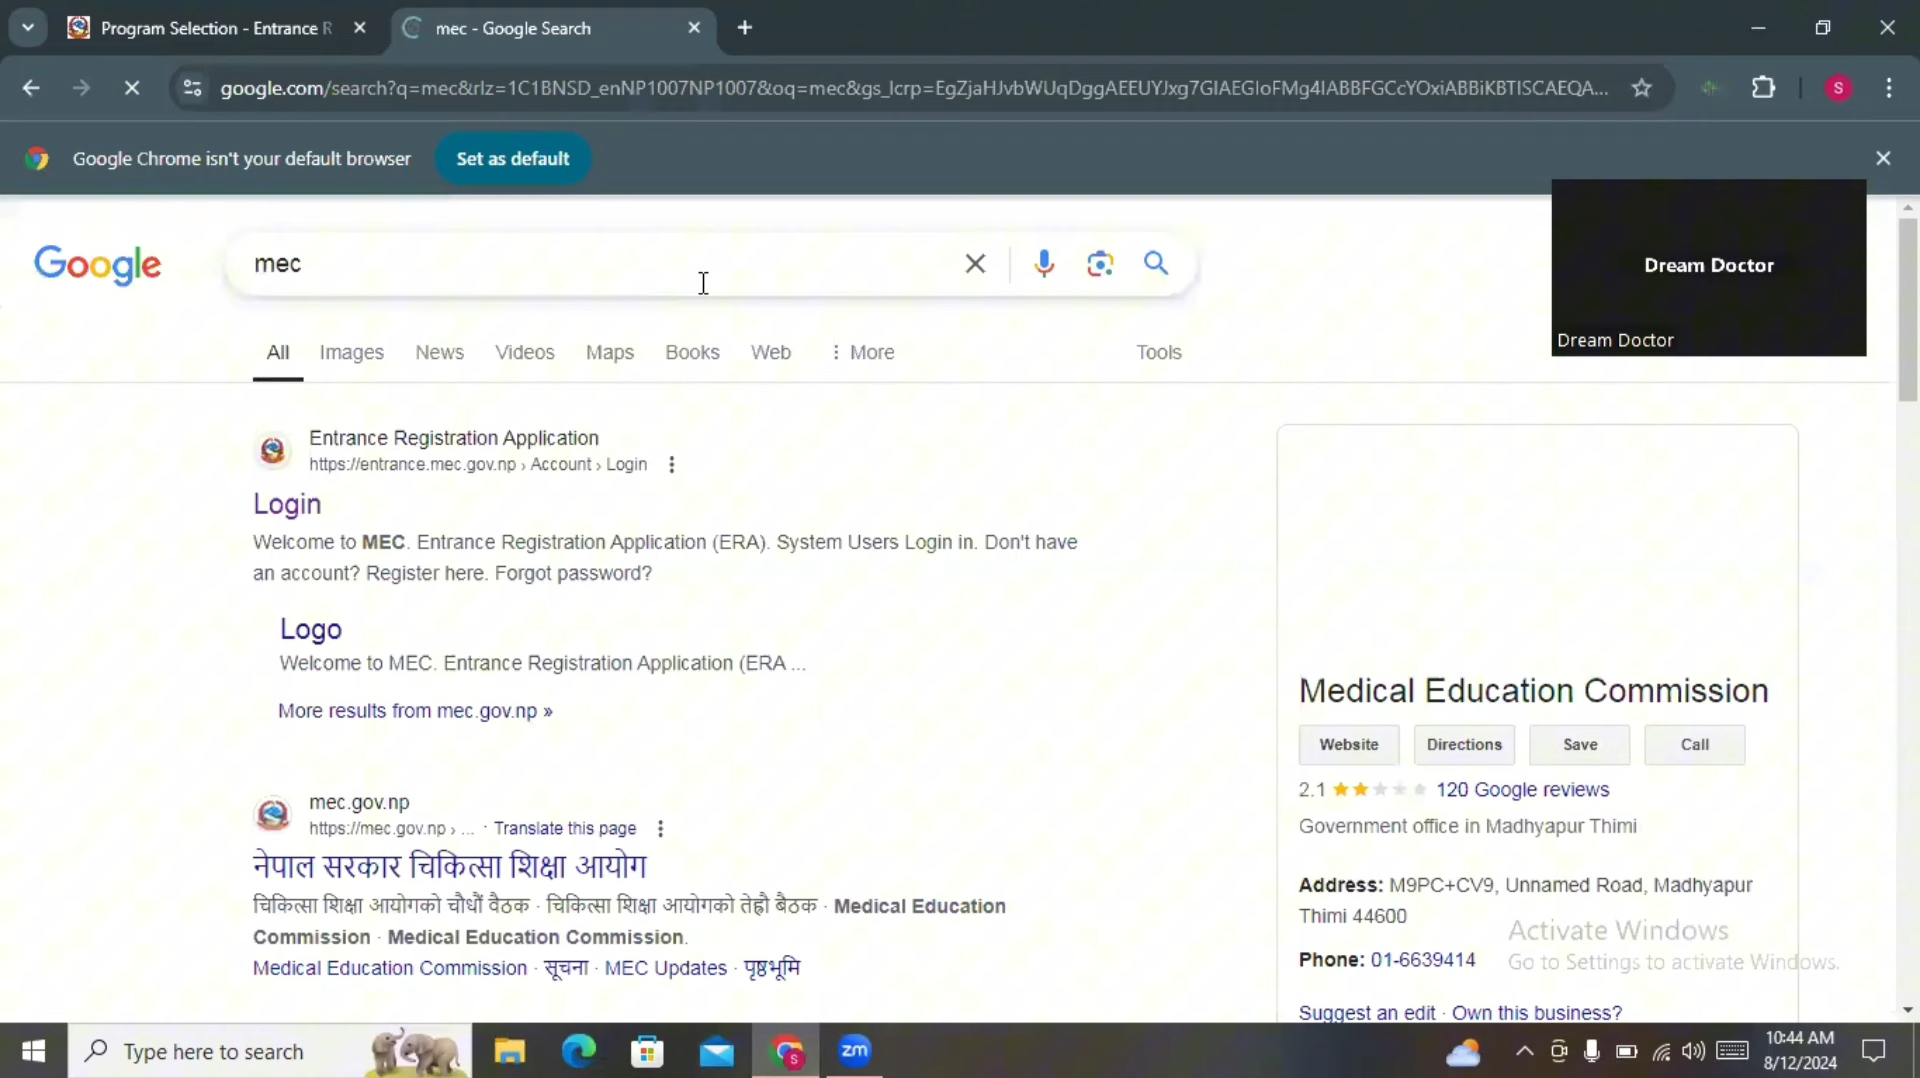 Program Selection - Entrance R
mec - Google Search
google.com/search?q=mec&rlz=1C1BNSD_enNP1007NP1007&oq=mec&gs_lcrp=EgZjaHJvbWUqDggAEEUYJxg7GIAEGIoFMg4IABBFGCcYOxiABBiKBTISCAEQA...
S
Google Chrome isn't your default browser
Set as default
Google
mec
Dream Doctor
Dream Doctor
All
Images
News
Videos
Maps
Books
Web
More
Tools
Entrance Registration Application
https://entrance.mec.gov.np › Account › Login
Login
Welcome to MEC. Entrance Registration Application (ERA). System Users Login in. Don't have
an account? Register here. Forgot password?
Logo
Welcome to MEC. Entrance Registration Application (ERA ...
More results from mec.gov.np »
mec.gov.np
https://mec.gov.np › ... · Translate this page
नेपाल सरकार चिकित्सा शिक्षा आयोग
चिकित्सा शिक्षा आयोगको चौधौं वैठक · चिकित्सा शिक्षा आयोगको तेह्रौ बैठक · Medical Education
Commission · Medical Education Commission.
Medical Education Commission · सूचना · MEC Updates · पृष्ठभूमि
Medical Education Commission
Website
Directions
Save
Call
2.1
120 Google reviews
Government office in Madhyapur Thimi
Address: M9PC+CV9, Unnamed Road, Madhyapur
Thimi 44600
Phone: 01-6639414
Suggest an edit · Own this business?
Activate Windows
Go to Settings to activate Windows.
Type here to search
S
zm
10:44 AM
8/12/2024